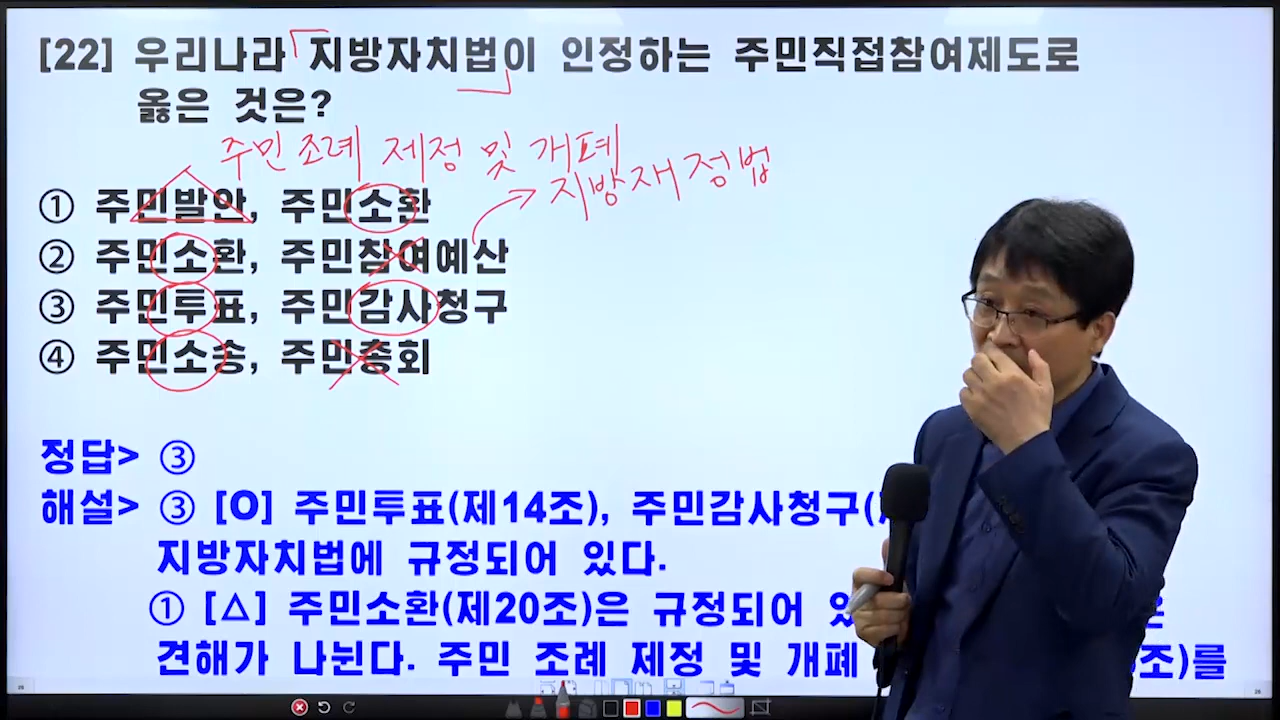 [22] 우리나라 지방자치법이 인정하는 주민직접참여제도로
옳은 것은?
주민 조례 제정 및 개폐
지방재정법
① 주민발안, 주민소환
② 주민소환, 주민참여예산
③ 주민투표, 주민감사청구
④ 주민소송, 주민총회
정답> ③
해설> ③ [O] 주민투표(제14조), 주민감사청구(
지방자치법에 규정되어 있다.
① [△] 주민소환(제20조)은 규정되어
견해가 나뉜다. 주민 조례 제정 및 개폐 조)를